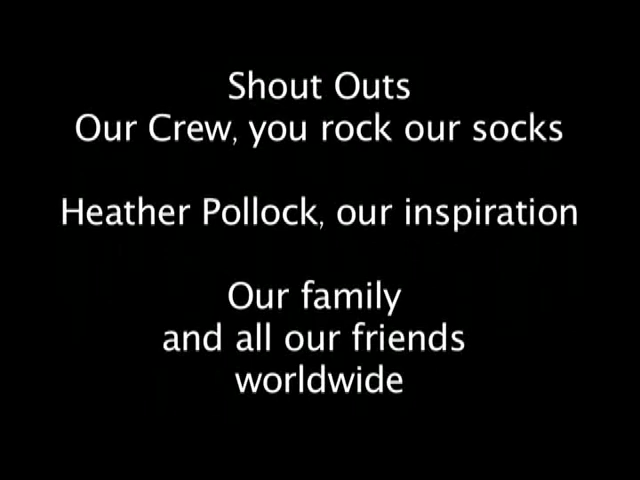 Shout Outs
Our Crew, you rock our socks
Heather Pollock, our inspiration
Our family
and all our friends
worldwide